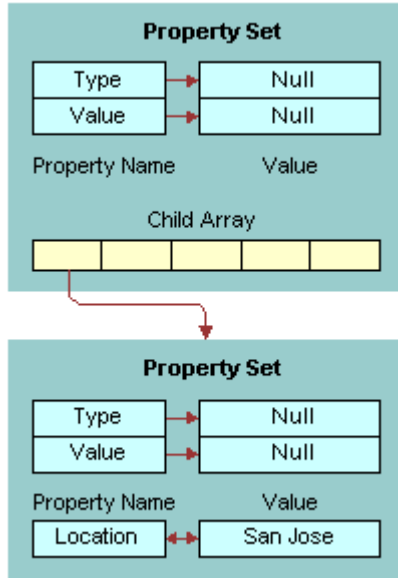 Property Set
Type Null
Value Null
Property Name Value
Child Array
Property Set
Type Null
Value Null
Property Name Value
Location San Jose